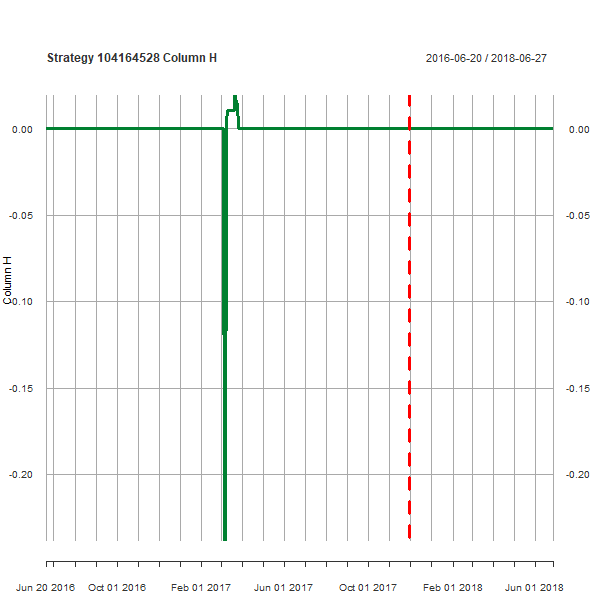 Strategy 104164528 Column H
2016-06-20 / 2018-06-27
0.00 0.00
-0.05 -0.05
Column H
-0.10 -0.10
-0.15 -0.15
-0.20 -0.20
Jun 20 2016 Oct 01 2016 Feb 01 2017 Jun 01 2017 Oct 01 2017 Feb 01 2018 Jun 01 2018